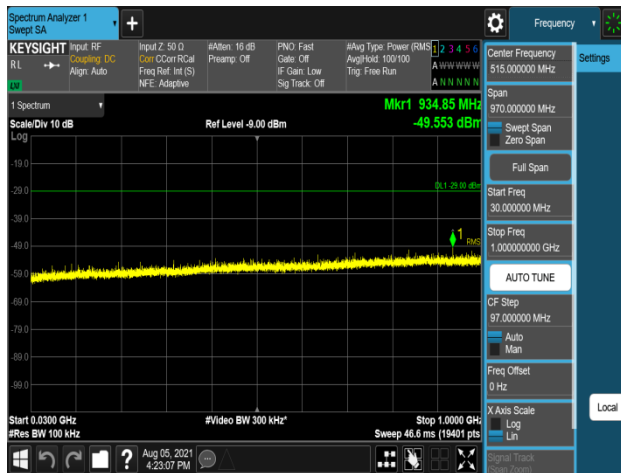 Spectrum Analyzer 1
Swept SA
Frequency
KEYSIGHT
RL
Input: RF
Coupling: DC
Align: Auto
Input Z: 50 Ω
Corr CCorr RCal
Freq Ref: Int (S)
NFE: Adaptive
#Atten: 16 dB
Preamp: Off
PNO: Fast
Gate: Off
IF Gain: Low
Sig Track: Off
#Avg Type: Power (RMS
Avg|Hold: 100/100
Trig: Free Run
1 2 3 4 5 6
A W W W W W
A N N N N N
Settings
Center Frequency
515.000000 MHz
Span
970.000000 MHz
Swept Span
Zero Span
Full Span
Start Freq
30.000000 MHz
Stop Freq
1.000000000 GHz
AUTO TUNE
CF Step
97.000000 MHz
Auto
Man
Freq Offset
0 Hz
X Axis Scale
Log
Lin
Signal Track
(Span Zoom)
Local
1 Spectrum
Mkr1 934.85 MHz
Scale/Div 10 dB
Ref Level -9.00 dBm
-49.553 dBm
Log
-19.0
DL1 -29.00 dBm
-29.0
-39.0
1
RMS
-49.0
-59.0
-69.0
-79.0
-89.0
-99.0
Start 0.0300 GHz
#Video BW 300 kHz*
Stop 1.0000 GHz
#Res BW 100 kHz
Sweep 46.6 ms (19401 pts
?
Aug 05, 2021
4:23:07 PM